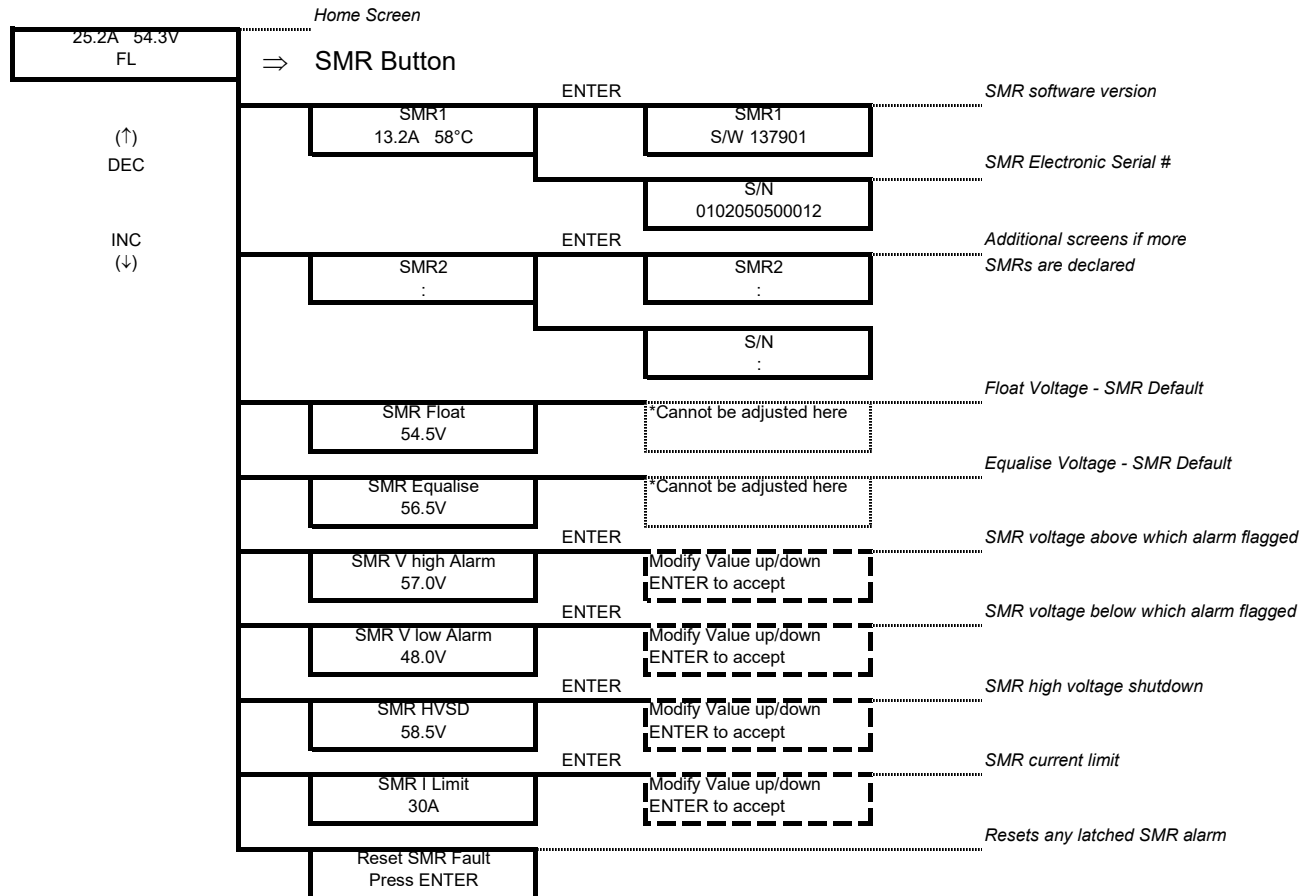 Home Screen
25.2A 54.3V
FL
⇒ SMR Button
ENTER
SMR software version
SMR1
13.2A 58°C
SMR1
S/W 137901
(↑)
DEC
SMR Electronic Serial #
S/N
0102050500012
INC
(↓)
ENTER
Additional screens if more
SMRs are declared
SMR2
:
SMR2
:
S/N
:
Float Voltage - SMR Default
SMR Float
54.5V
*Cannot be adjusted here
Equalise Voltage - SMR Default
SMR Equalise
56.5V
*Cannot be adjusted here
ENTER
SMR voltage above which alarm flagged
SMR V high Alarm
57.0V
Modify Value up/down
ENTER to accept
ENTER
SMR voltage below which alarm flagged
SMR V low Alarm
48.0V
Modify Value up/down
ENTER to accept
ENTER
SMR high voltage shutdown
SMR HVSD
58.5V
Modify Value up/down
ENTER to accept
ENTER
SMR current limit
SMR I Limit
30A
Modify Value up/down
ENTER to accept
Resets any latched SMR alarm
Reset SMR Fault
Press ENTER